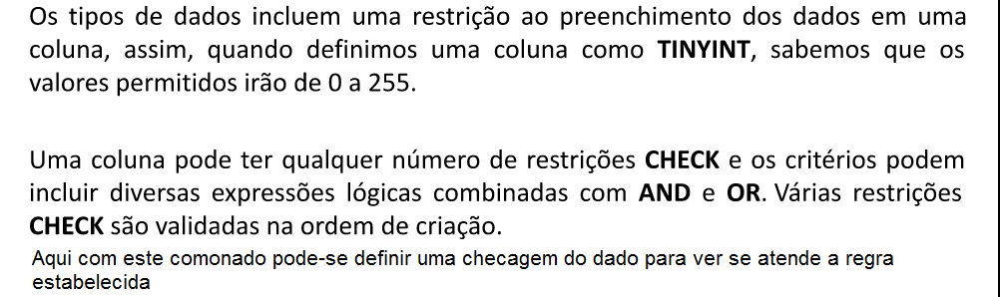 Os tipos de dados incluem uma restrição ao preenchimento dos dados em uma
coluna, assim, quando definimos uma coluna como TINYINT, sabemos que os
valores permitidos irão de 0 a 255.
Uma coluna pode ter qualquer número de restrições CHECK e os critérios podem
incluir diversas expressões lógicas combinadas com AND e OR. Várias restrições
CHECK são validadas na ordem de criação.
Aqui com este comonado pode-se definir uma checagem do dado para ver se atende a regra
estabelecida